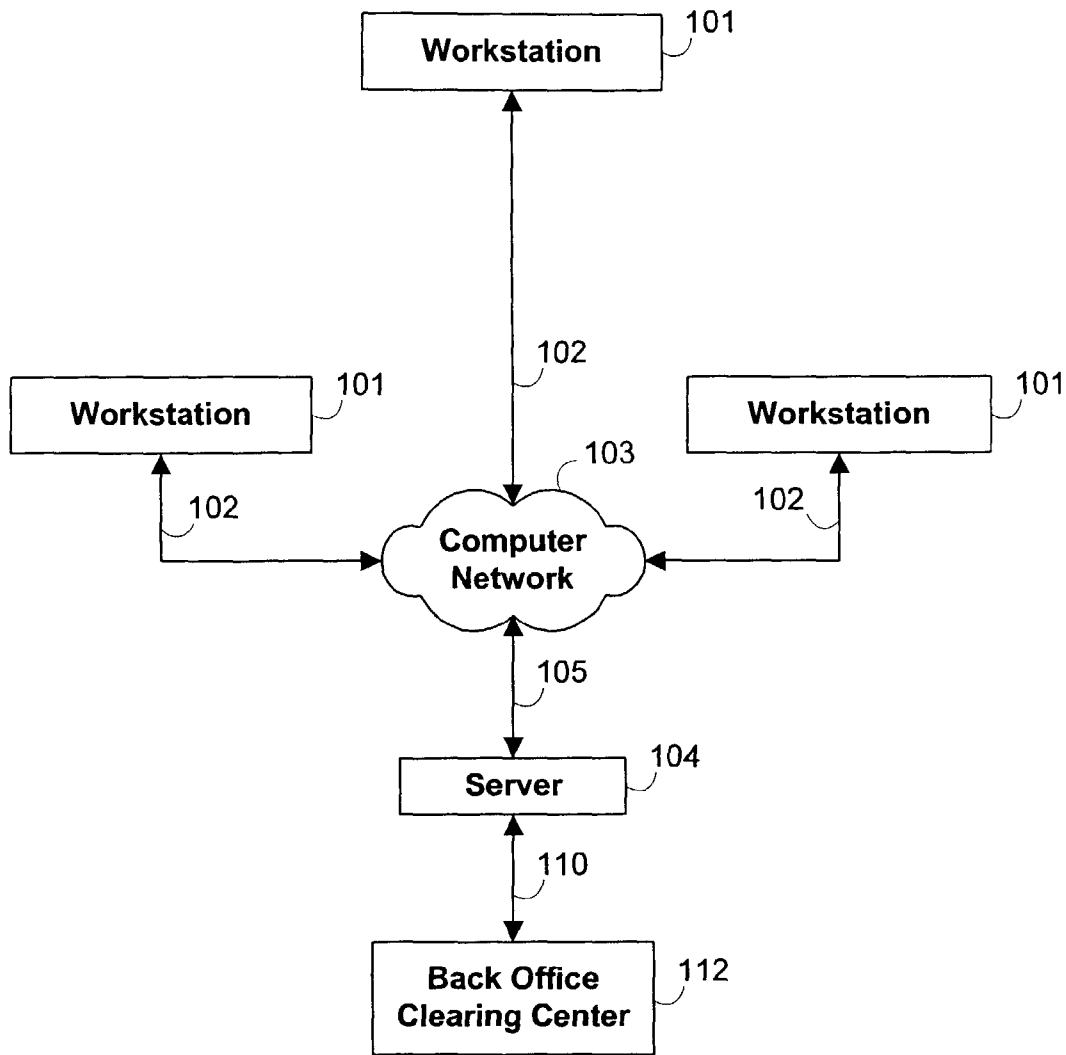 Workstation
101
102
Workstation
101
Workstation
101
103
102
102
Computer
Network
105
Server
104
110
Back Office
Clearing Center
112